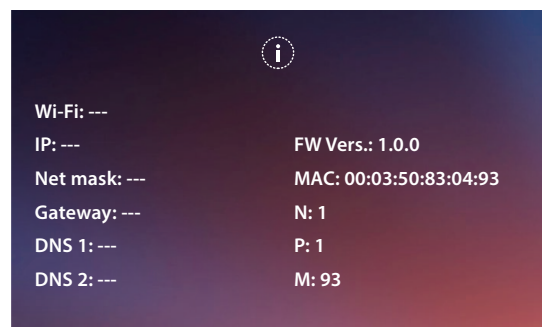 i
Wi-Fi: ---
IP: ---
Net mask: ---
Gateway: ---
DNS 1: ---
DNS 2: ---
FW Vers.: 1.0.0
MAC: 00:03:50:83:04:93
N: 1
P: 1
M: 93